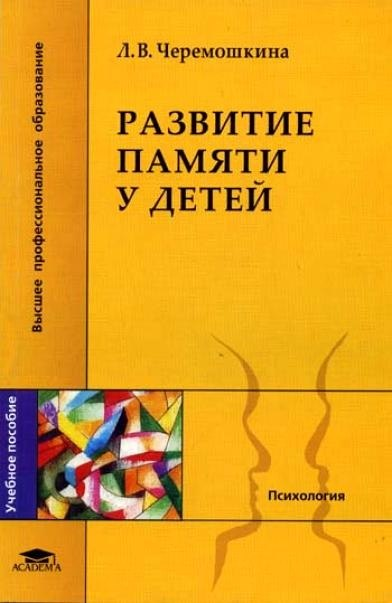 Л. В. Черемошкина
РАЗВИТИЕ
ПАМЯТИ
У ДЕТЕЙ
Высшее профессиональное образование
Учебное пособие
Психология
ACADEMA